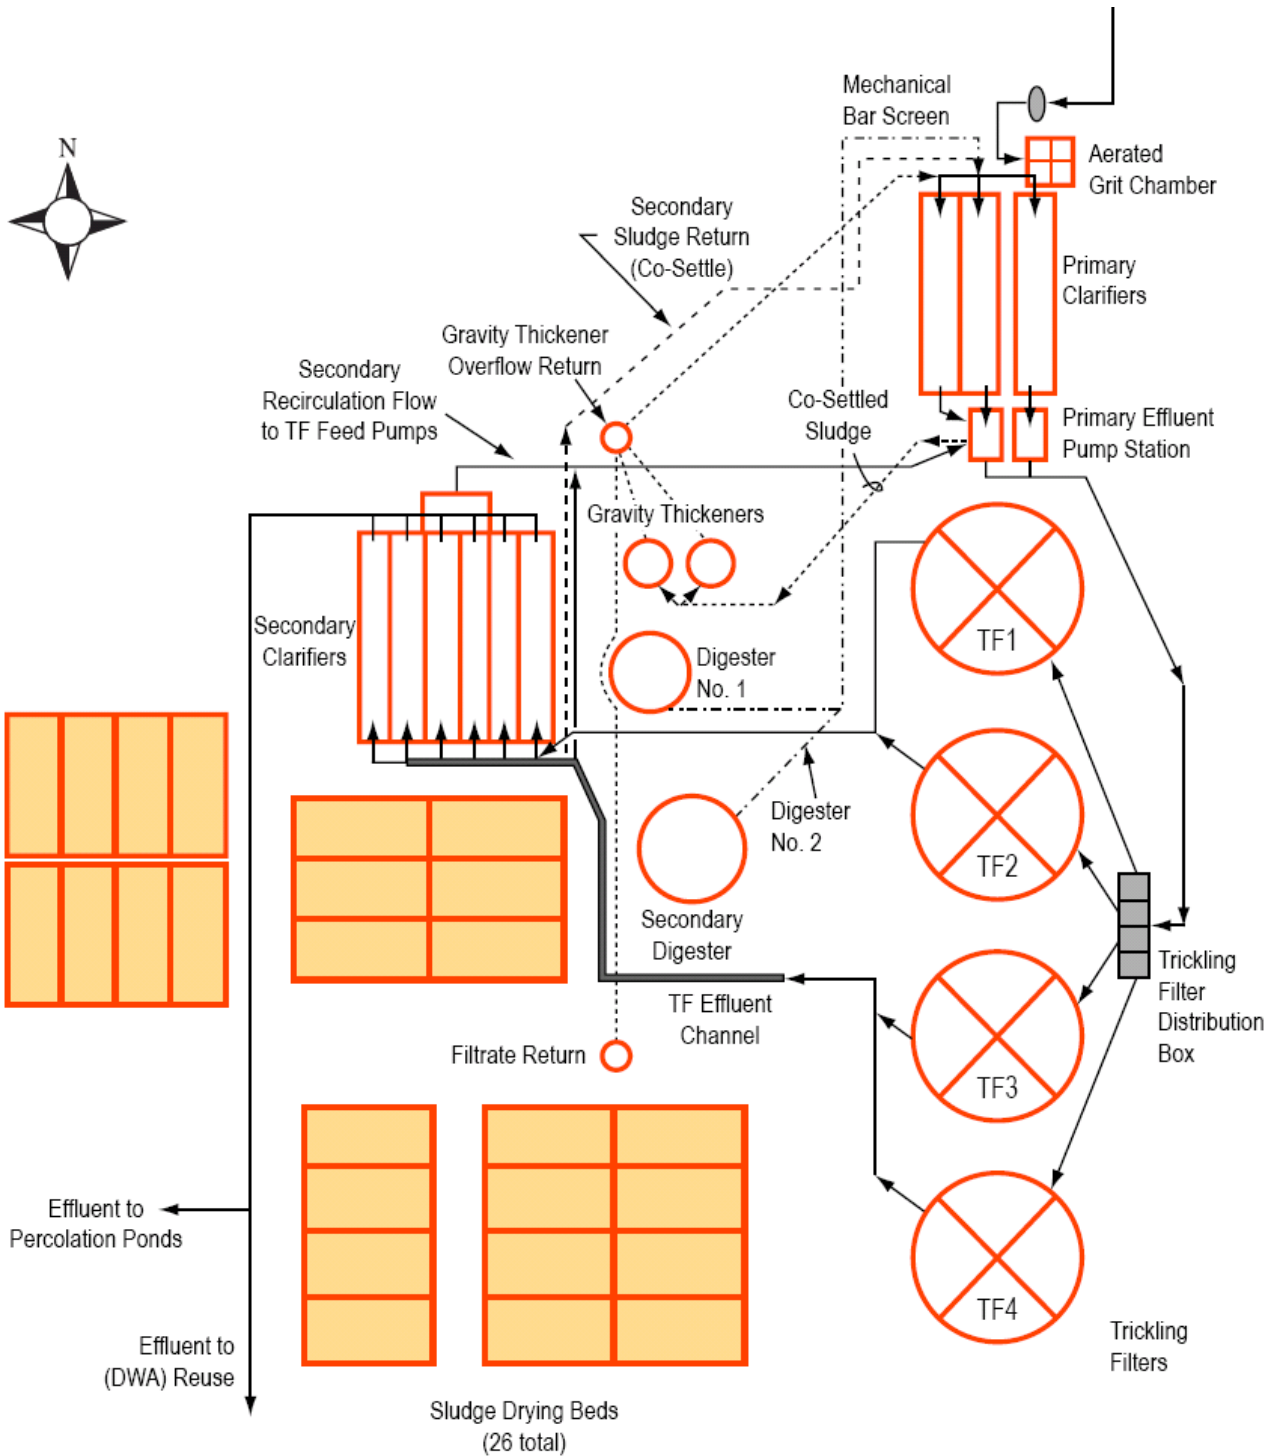 Mechanical
Bar Screen
N
Aerated
Grit Chamber
Secondary
Sludge Return
(Co-Settle)
Primary
Clarifiers
Gravity Thickener
Overflow Return
Secondary
Recirculation Flow
to TF Feed Pumps
Co-Settled
Sludge
Primary Effluent
Pump Station
Gravity Thickeners
Secondary
Clarifiers
TF1
Digester
No. 1
Digester
No. 2
TF2
Secondary
Digester
Trickling
Filter
Distribution
Box
TF Effluent
Channel
Filtrate Return
TF3
Effluent to
Percolation Ponds
TF4
Trickling
Filters
Effluent to
(DWA) Reuse
Sludge Drying Beds
(26 total)